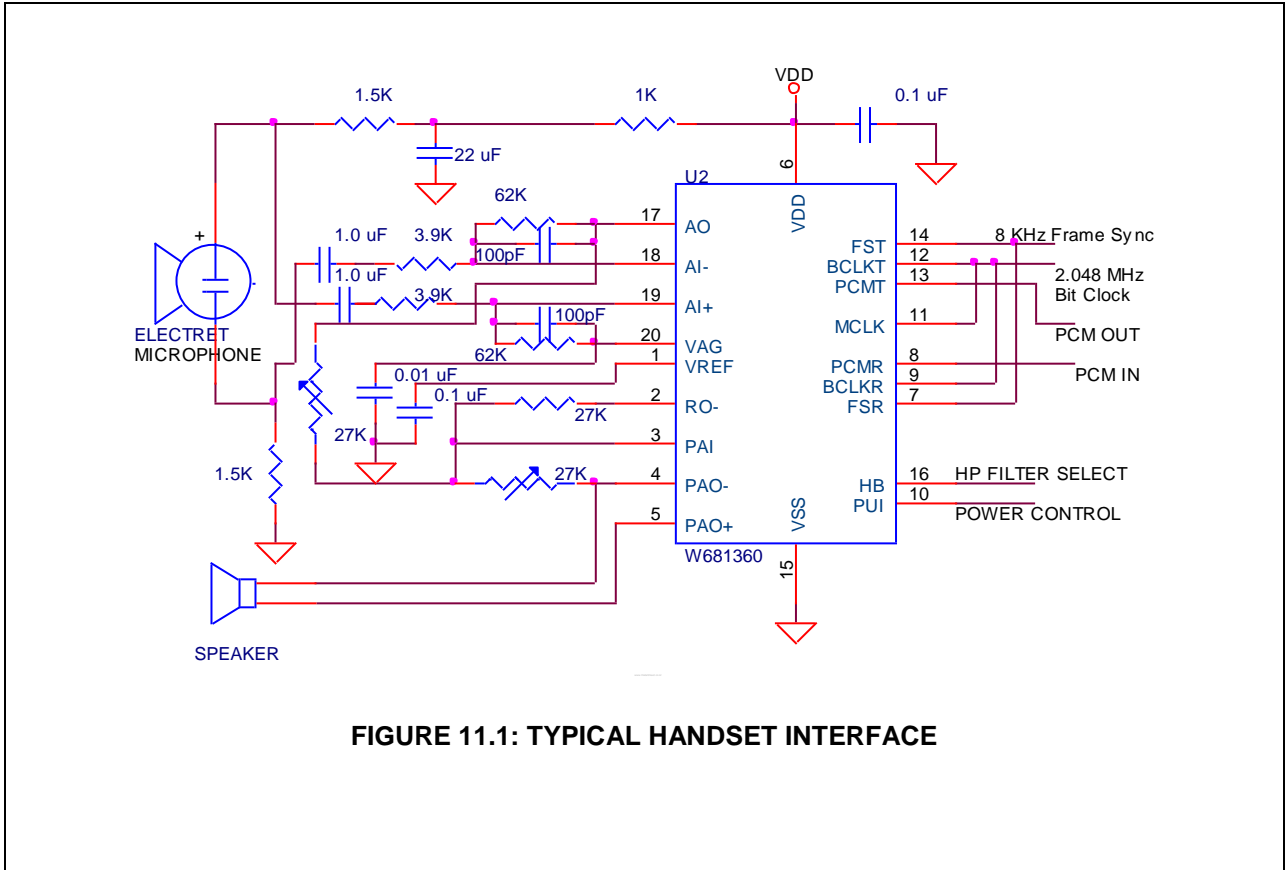 VDD
1.5K
1K
0.1 uF
22 uF
6
U2
62K
17
AO
VDD
14
8 KHz Frame Sync
FST
+
1.0 uF
3.9K
100pF
18
AI-
12
BCLKT
13
PCMT
2.048 MHz
Bit Clock
1.0 uF
3.9K
19
AI+
-
100pF
11
MCLK
PCM OUT
ELECTRET
MICROPHONE
62K
20
VAG
1
VREF
8
PCMR
PCM IN
0.01 uF
0.1 uF
9
BCLKR
2
RO-
7
FSR
27K
27K
3
PAI
1.5K
27K
4
PAO-
16
HB
HP FILTER SELECT
10
PUI
POWER CONTROL
5
PAO+
VSS
W681360
15
SPEAKER
FIGURE 11.1: TYPICAL HANDSET INTERFACE